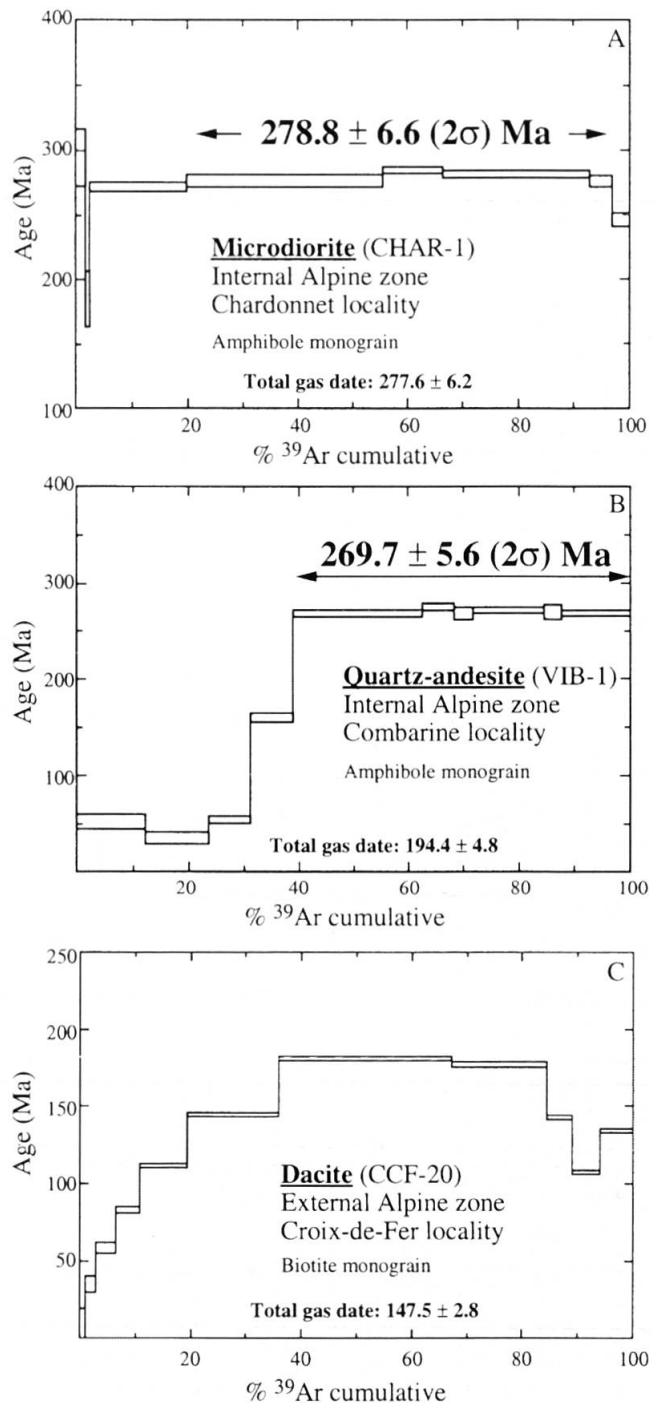 A
400
300
200
100
Age (Ma)
← 278.8 ± 6.6 (2σ) Ma →
Microdiorite (CHAR-1)
Internal Alpine zone
Chardonnet locality
Amphibole monograin
Total gas date: 277.6 ± 6.2
20 40 60 80 100
% ³⁹Ar cumulative
B
400
300
200
100
Age (Ma)
269.7 ± 5.6 (2σ) Ma
Quartz-andesite (VIB-1)
Internal Alpine zone
Combarine locality
Amphibole monograin
Total gas date: 194.4 ± 4.8
20 40 60 80 100
% ³⁹Ar cumulative
C
250
200
150
100
50
Age (Ma)
Dacite (CCF-20)
External Alpine zone
Croix-de-Fer locality
Biotite monograin
Total gas date: 147.5 ± 2.8
20 40 60 80 100
% ³⁹Ar cumulative